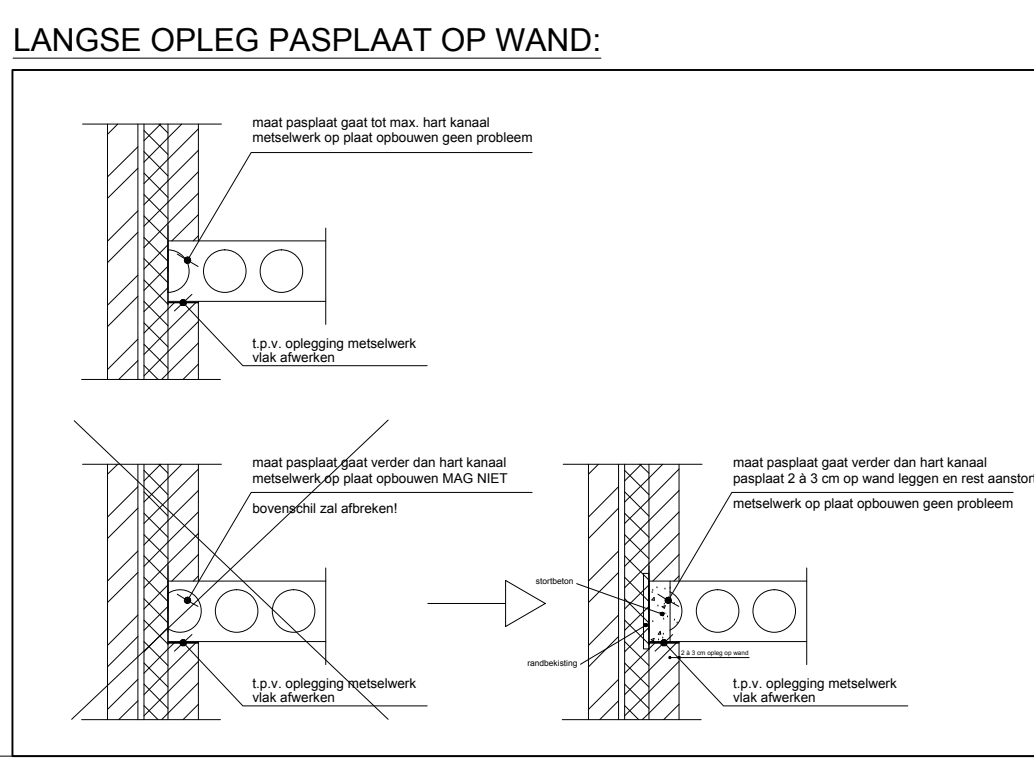 LANGSE OPLEG PASPLAAT OP WAND:
maat pasplaat gaat tot max. hart kanaal
metselwerk op plaat opbouwen geen probleem
t.p.v. oplegging metselwerk
vlak afwerken
maat pasplaat gaat verder dan hart kanaal
metselwerk op plaat opbouwen MAG NIET
bovenschil zal afbreken!
t.p.v. oplegging metselwerk
vlak afwerken
maat pasplaat gaat verder dan hart kanaal
pasplaat 2 à 3 cm op wand leggen en rest aanstort
metselwerk op plaat opbouwen geen probleem
stortbeton
randbekisting
2 à 3 cm opleg op wand
t.p.v. oplegging metselwerk
vlak afwerken